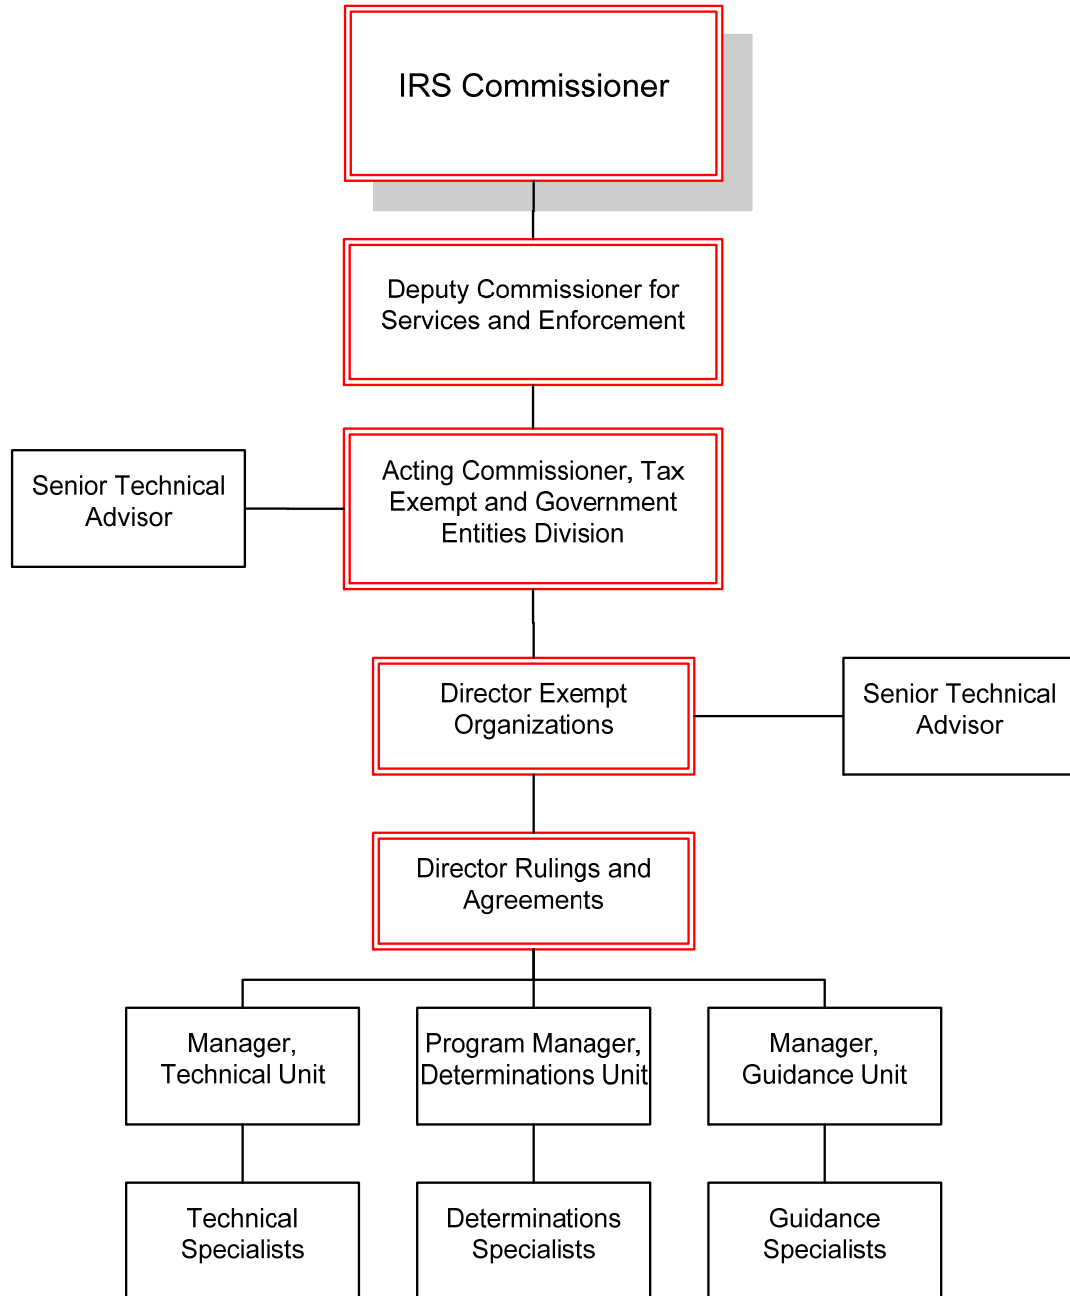 IRS Commissioner
Deputy Commissioner for
Services and Enforcement
Acting Commissioner, Tax
Exempt and Government
Entities Division
Senior Technical
Advisor
Director Exempt
Organizations
Senior Technical
Advisor
Director Rulings and
Agreements
Manager,
Technical Unit
Program Manager,
Determinations Unit
Manager,
Guidance Unit
Technical
Specialists
Determinations
Specialists
Guidance
Specialists